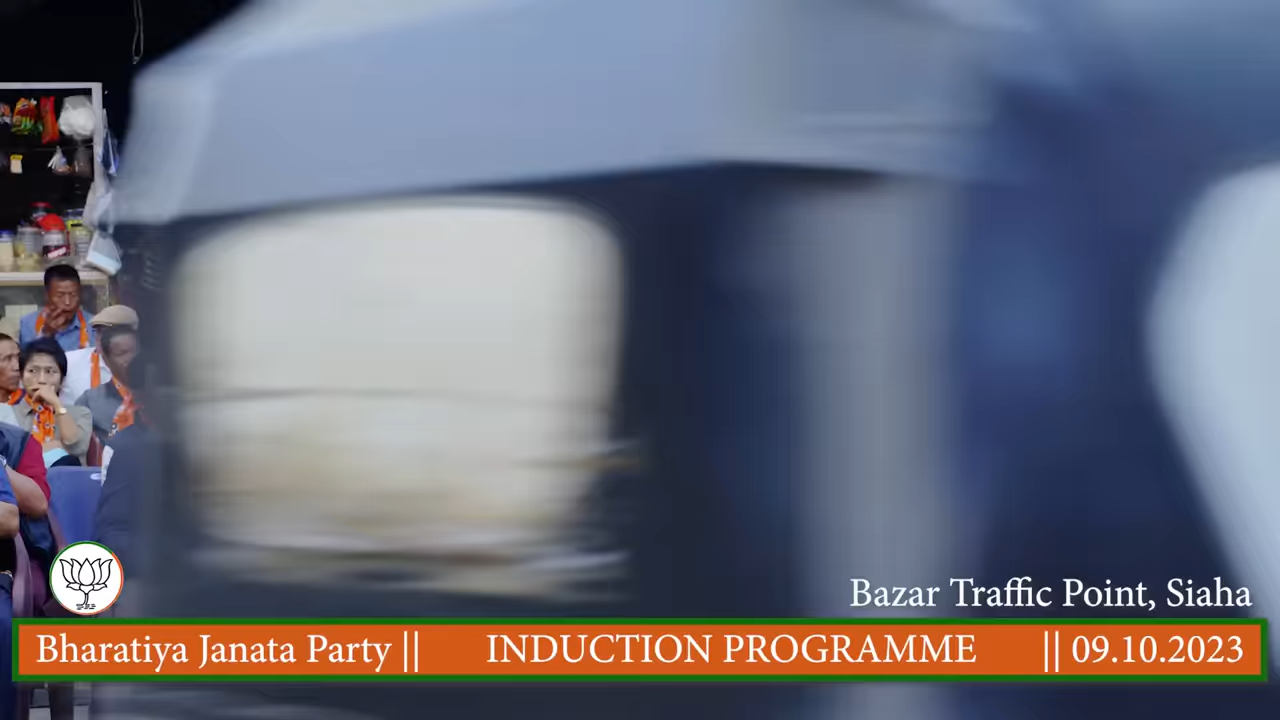 Bazar Traffic Point, Siaha
Bharatiya Janata Party || INDUCTION PROGRAMME || 09.10.2023